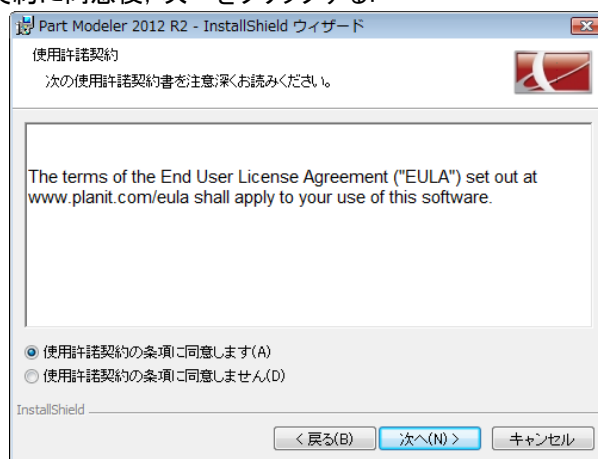 Part Modeler 2012 R2 - InstallShield ウィザード
使用許諾契約
次の使用許諾契約書を注意深くお読みください。
The terms of the End User License Agreement ("EULA") set out at
www.planit.com/eula shall apply to your use of this software.
使用許諾契約の条項に同意します(A)
使用許諾契約の条項に同意しません(D)
InstallShield
< 戻る(B)
次へ(N) >
キャンセル